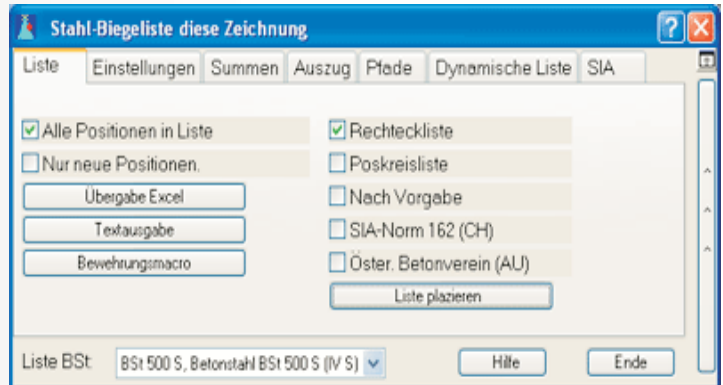 Stahl-Biegeliste diese Zeichnung
Liste Einstellungen Summen Auszug Pfade Dynamische Liste SIA
Alle Positionen in Liste
Nur neue Positionen.
Übergabe Excel
Textausgabe
Bewehrungsmacro
Rechteckliste
Poskreisliste
Nach Vorgabe
SIA-Norm 162 (CH)
Öster. Betonverein (AU)
Liste plazieren
Liste BSt: BSt 500 S, Betonstahl BSt 500 S (IV S) Hilfe Ende